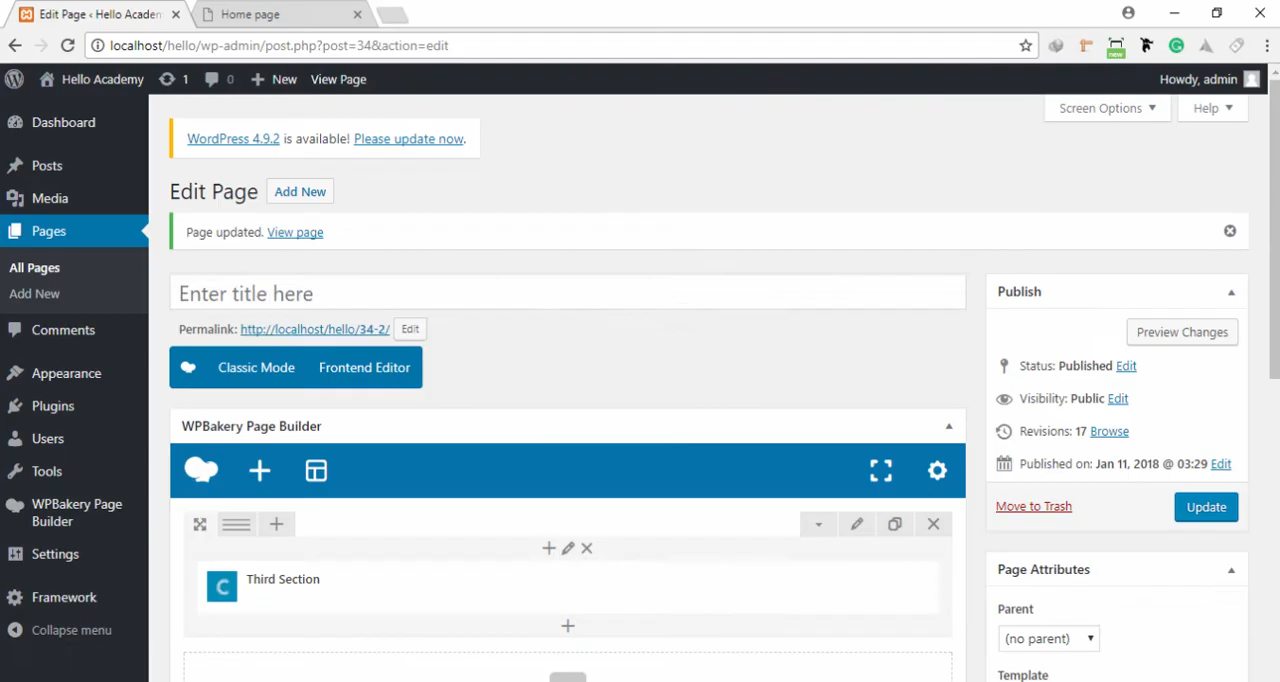 Edit Page ‹ Hello Academ
Home page
localhost/hello/wp-admin/post.php?post=34&action=edit
new
Hello Academy
1
0
New
View Page
Howdy, admin
Dashboard
Posts
Media
Pages
All Pages
Add New
Comments
Appearance
Plugins
Users
Tools
WPBakery Page
Builder
Settings
Framework
Collapse menu
Screen Options
Help
WordPress 4.9.2 is available! Please update now.
Edit Page
Add New
Page updated. View page
Enter title here
Permalink: http://localhost/hello/34-2/
Edit
Classic Mode
Frontend Editor
WPBakery Page Builder
C
Third Section
Publish
Preview Changes
Status: Published Edit
Visibility: Public Edit
Revisions: 17 Browse
Published on: Jan 11, 2018 @ 03:29 Edit
Move to Trash
Update
Page Attributes
Parent
(no parent)
Template